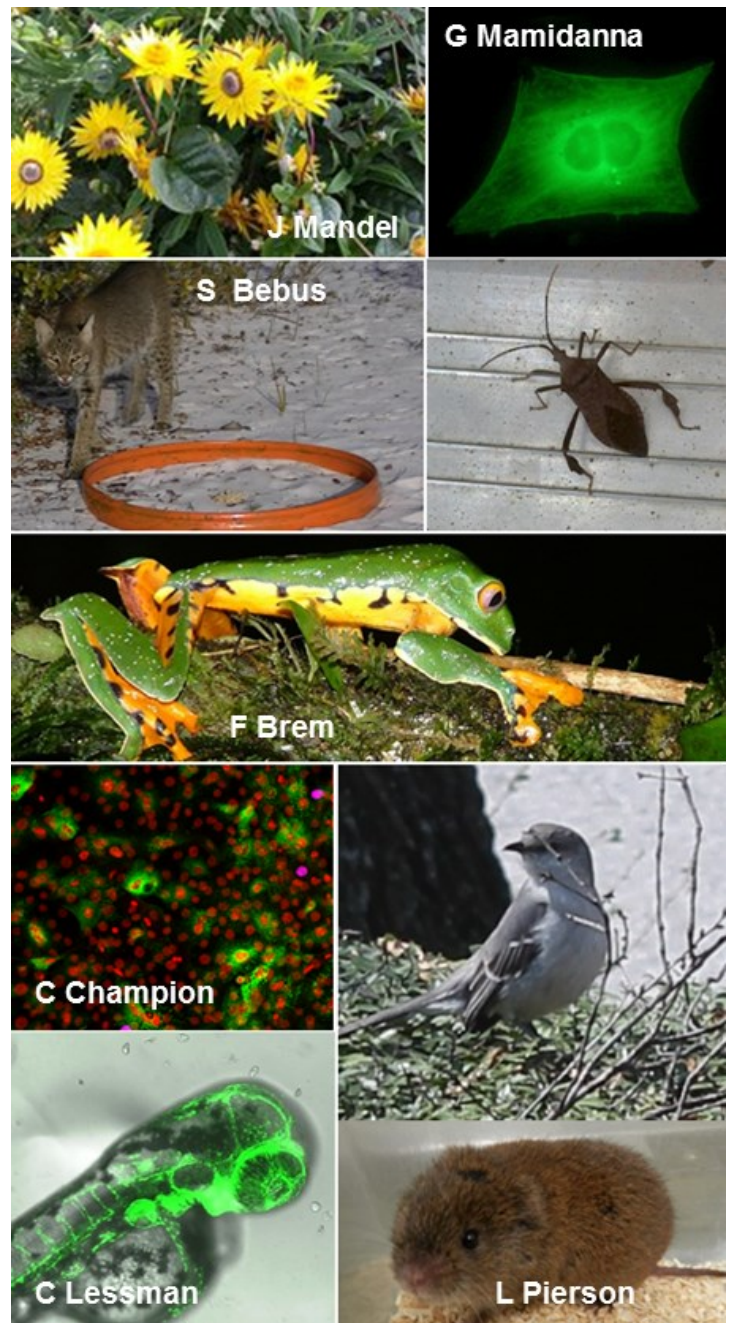 G Mamidanna
J Mandel
S Bebus
F Brem
C Champion
C Lessman
L Pierson